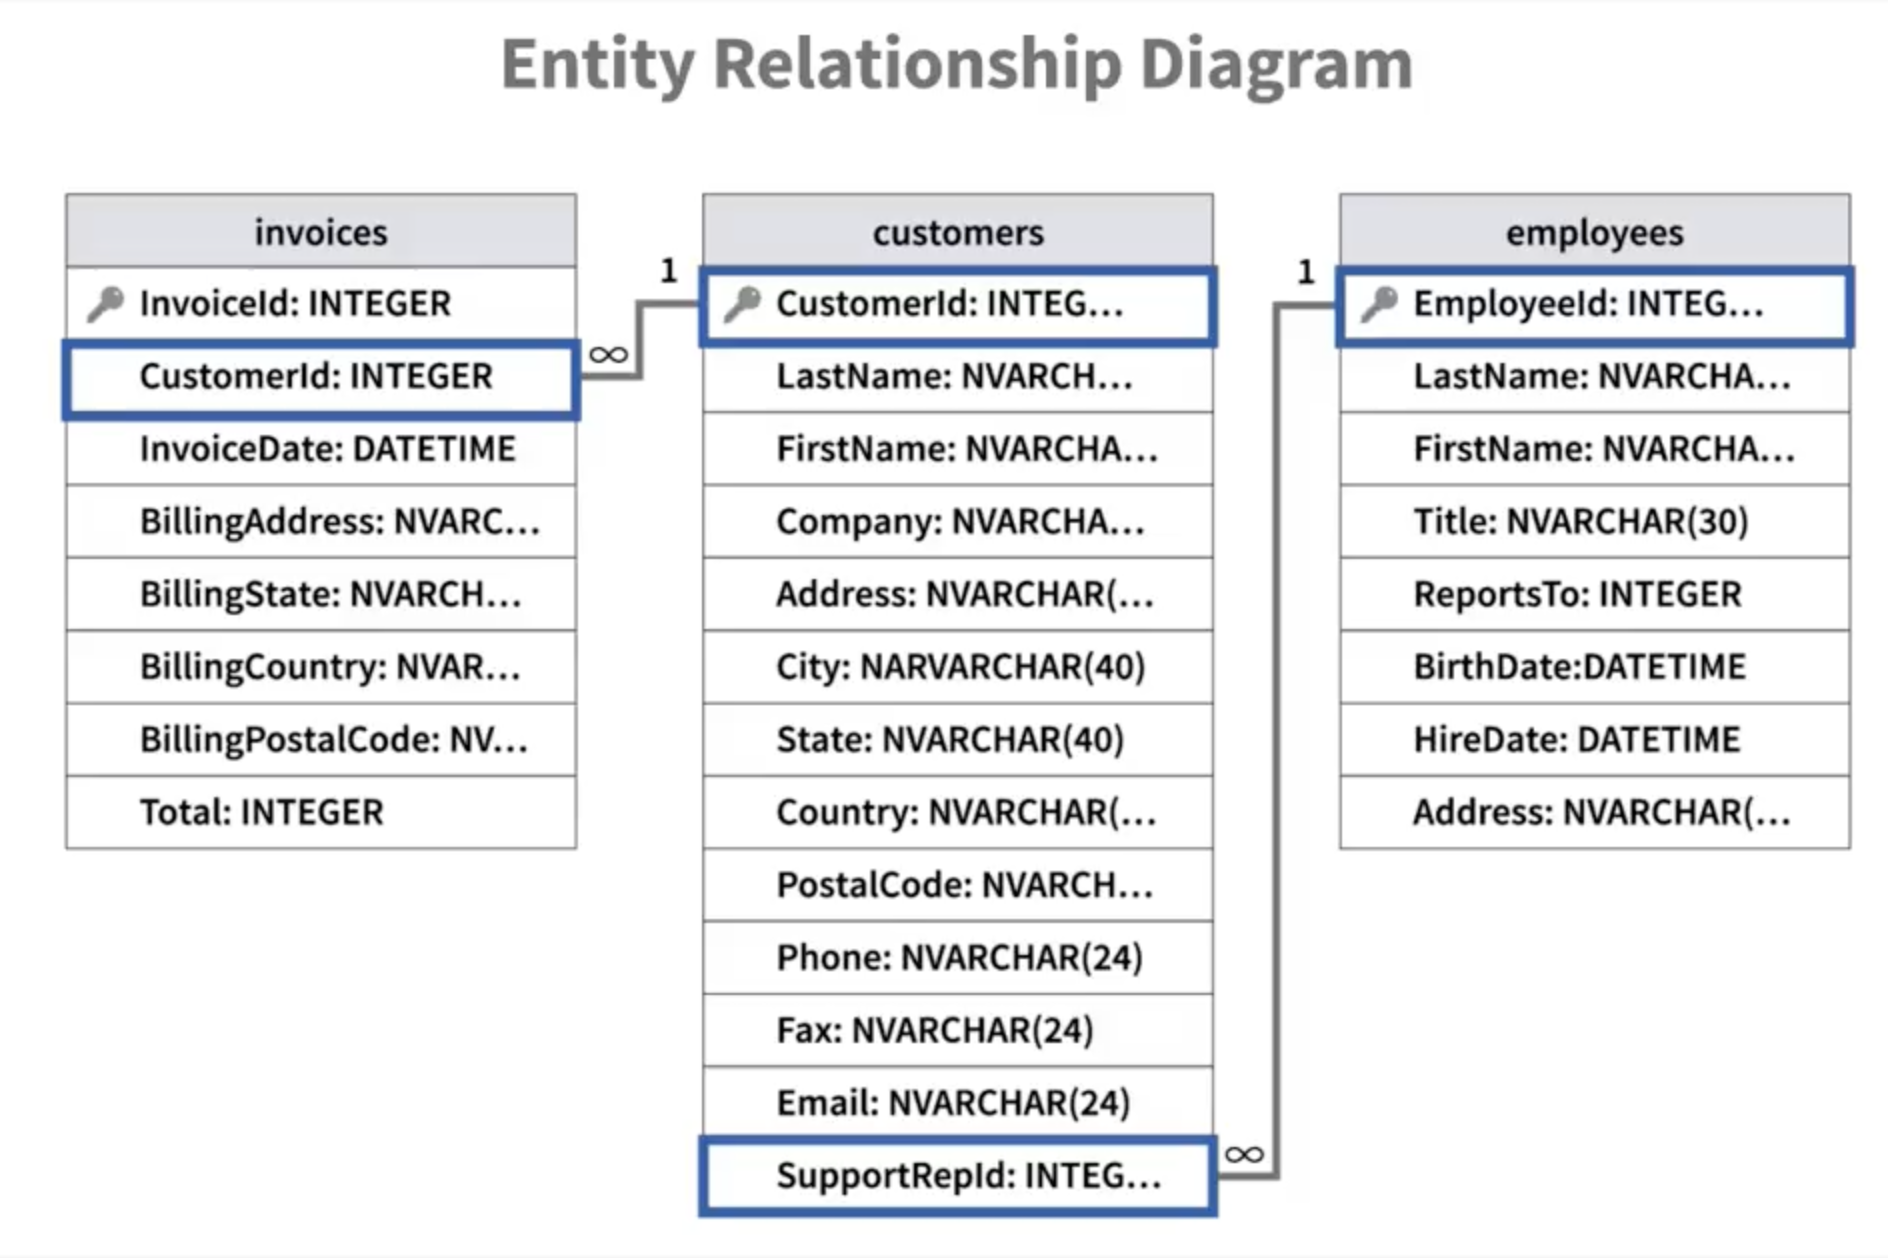 Entity Relationship Diagram
invoices
InvoiceId: INTEGER
CustomerId: INTEGER
InvoiceDate: DATETIME
BillingAddress: NVARC...
BillingState: NVARCH...
BillingCountry: NVAR...
BillingPostalCode: NV...
Total: INTEGER
∞
1
customers
CustomerId: INTEG...
LastName: NVARCH...
FirstName: NVARCHA...
Company: NVARCHA...
Address: NVARCHAR(...
City: NARVARCHAR(40)
State: NVARCHAR(40)
Country: NVARCHAR(...
PostalCode: NVARCH...
Phone: NVARCHAR(24)
Fax: NVARCHAR(24)
Email: NVARCHAR(24)
SupportRepId: INTEG...
∞
1
employees
EmployeeId: INTEG...
LastName: NVARCHA...
FirstName: NVARCHA...
Title: NVARCHAR(30)
ReportsTo: INTEGER
BirthDate:DATETIME
HireDate: DATETIME
Address: NVARCHAR(...